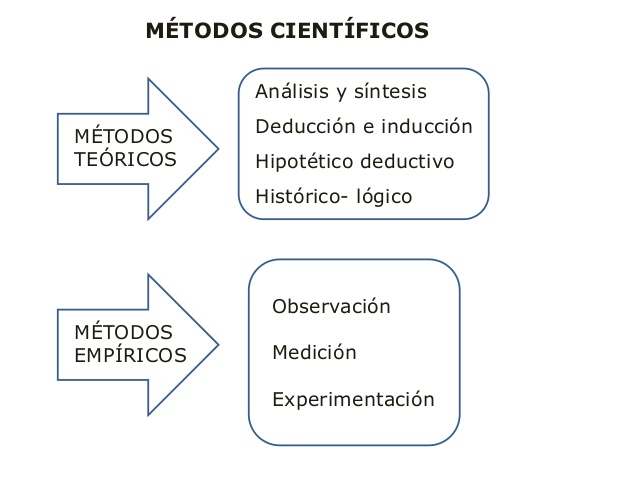 MÉTODOS CIENTÍFICOS
MÉTODOS
TEÓRICOS
Análisis y síntesis
Deducción e inducción
Hipotético deductivo
Histórico- lógico
MÉTODOS
EMPÍRICOS
Observación
Medición
Experimentación